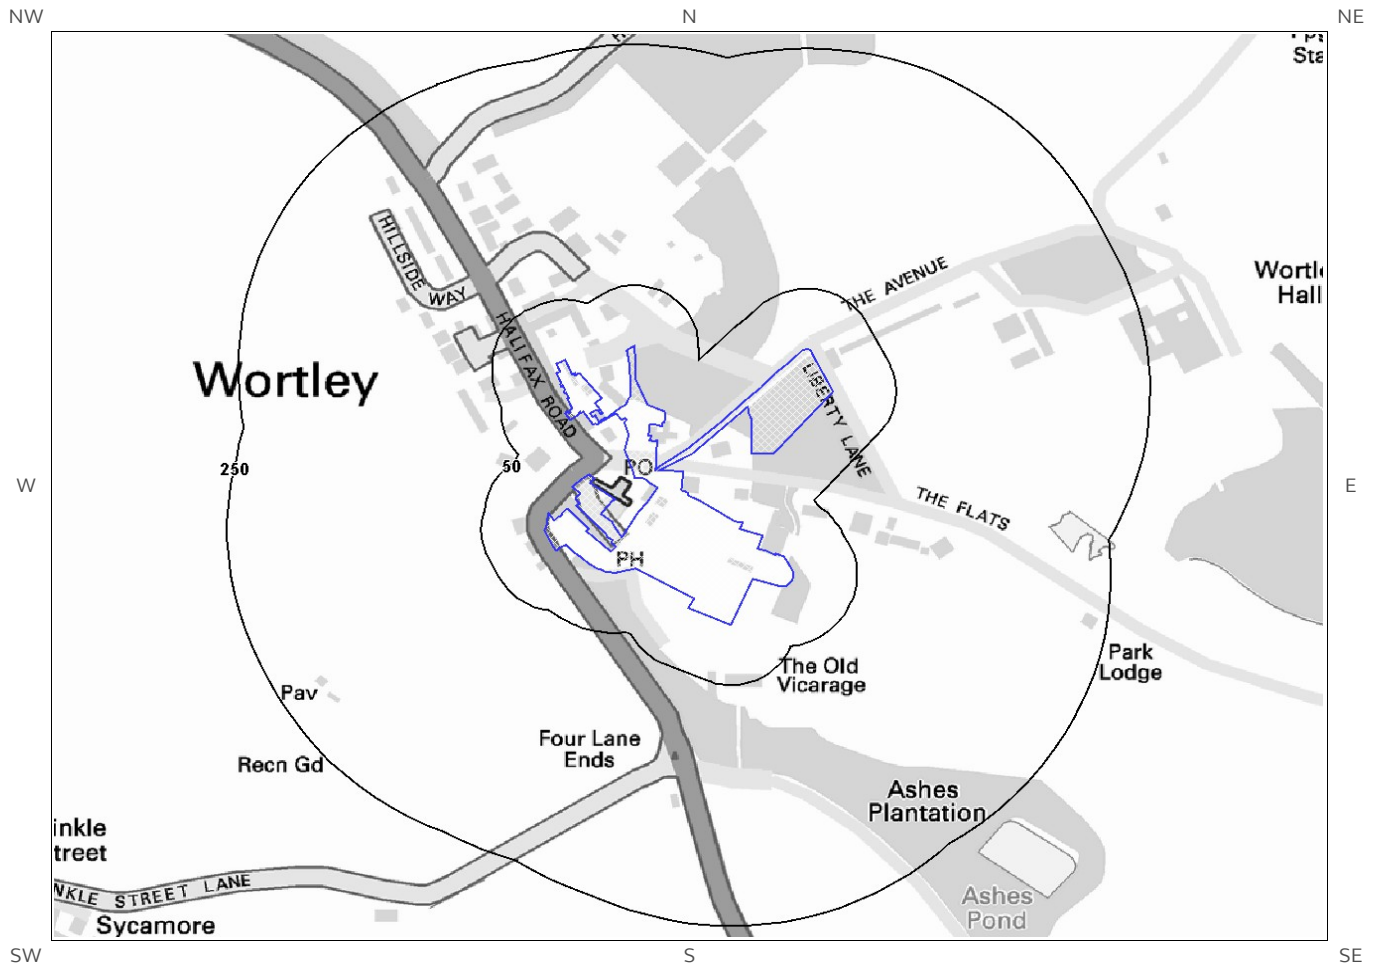 NW
N
NE
Sta
THE AVENUE
HILLSIDE
WAY
HALIFAX ROAD
Wortley
LIBERTY LANE
Hall
250
50
PO
W
E
THE FLATS
PH
The Old
Vicarage
Park
Lodge
Pav
Four Lane
Ends
Recn Gd
Ashes
Plantation
inkle
treet
NKLE STREET LANE
Sycamore
Ashes
Pond
SW
S
SE